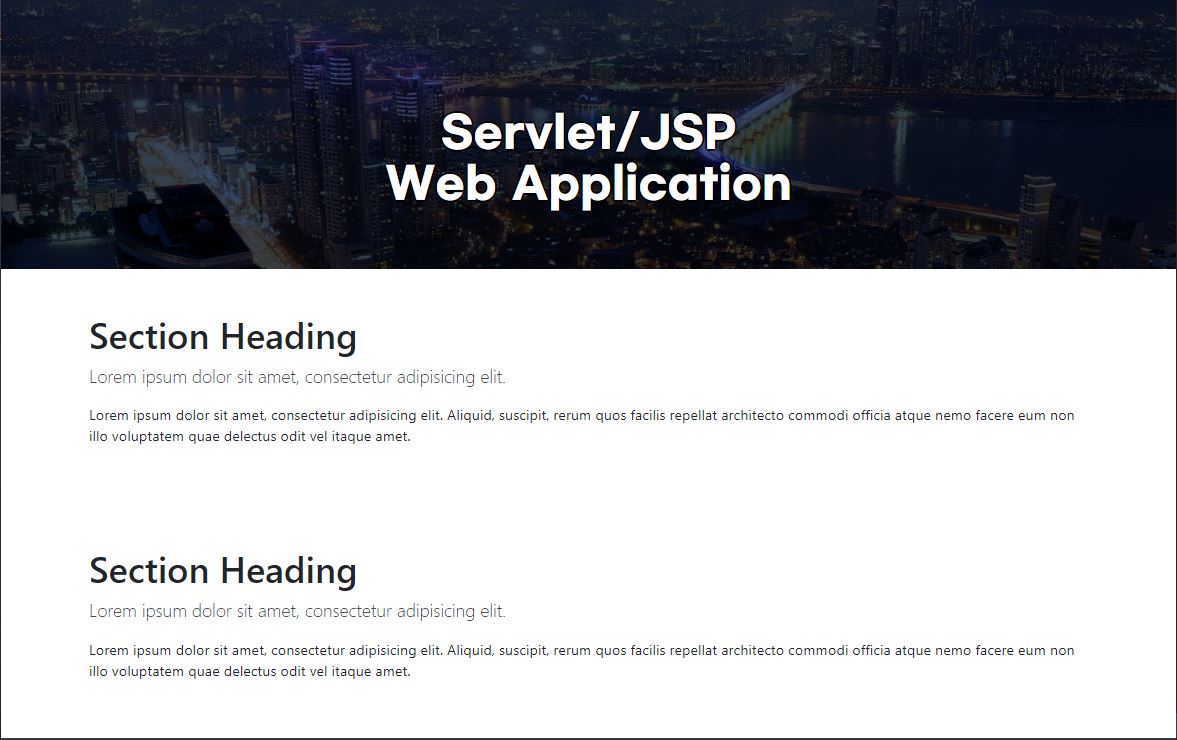 Servlet/JSP
Web Application
Section Heading
Lorem ipsum dolor sit amet, consectetur adipisicing elit.
Lorem ipsum dolor sit amet, consectetur adipisicing elit. Aliquid, suscipit, rerum quos facilis repellat architecto commodi officia atque nemo facere eum non
illo voluptatem quae delectus odit vel itaque amet.
Section Heading
Lorem ipsum dolor sit amet, consectetur adipisicing elit.
Lorem ipsum dolor sit amet, consectetur adipisicing elit. Aliquid, suscipit, rerum quos facilis repellat architecto commodi officia atque nemo facere eum non
illo voluptatem quae delectus odit vel itaque amet.